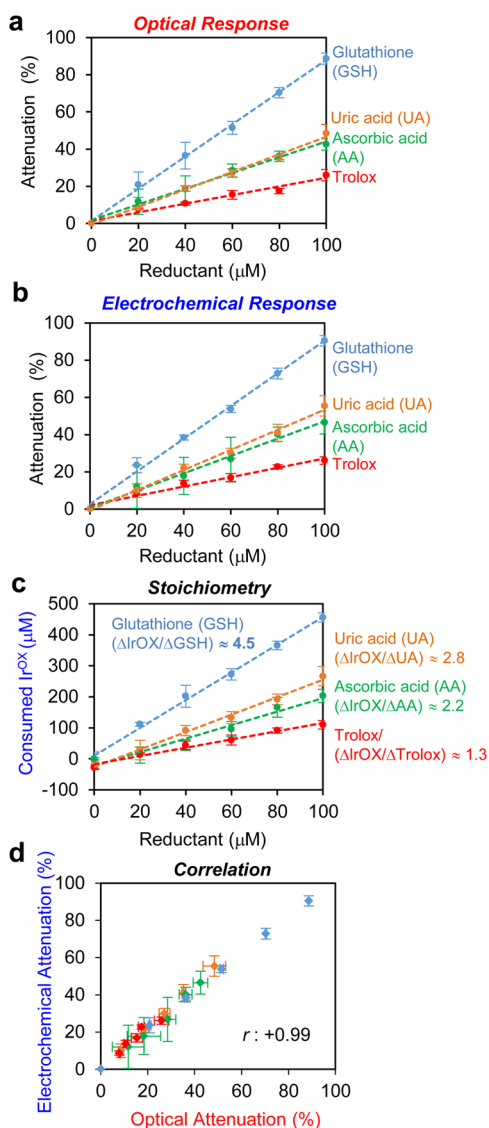 a
Optical Response
Attenuation (%)
100
80
60
40
20
0
0 20 40 60 80 100
Reductant (μM)
Glutathione
(GSH)
Uric acid (UA)
Ascorbic acid
(AA)
Trolox
b
Electrochemical Response
Attenuation (%)
100
80
60
40
20
0
0 20 40 60 80 100
Reductant (μM)
Glutathione
(GSH)
Uric acid (UA)
Ascorbic acid
(AA)
Trolox
c
Stoichiometry
Consumed Ir^OX (μM)
500
400
300
200
100
0
-100
0 20 40 60 80 100
Reductant (μM)
Glutathione (GSH)
(ΔIrOX/ΔGSH) ≈ 4.5
Uric acid (UA)
(ΔIrOX/ΔUA) ≈ 2.8
Ascorbic acid (AA)
(ΔIrOX/ΔAA) ≈ 2.2
Trolox/
(ΔIrOX/ΔTrolox) ≈ 1.3
d
Correlation
Electrochemical Attenuation (%)
100
80
60
40
20
0
0 20 40 60 80 100
r : +0.99
Optical Attenuation (%)